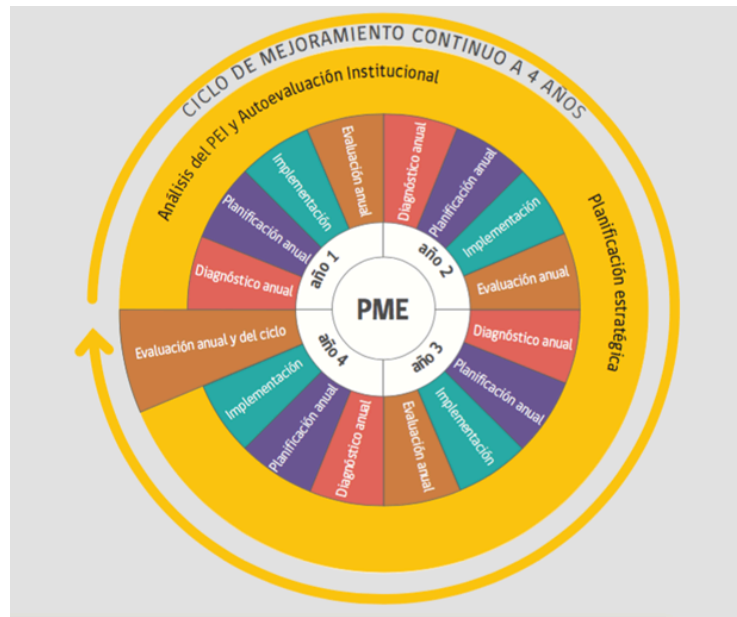 CICLO DE MEJORAMIENTO CONTINUO A 4 AÑOS
Análisis del PEI y Autoevaluación Institucional
Planificación estratégica
PME
año 1
Diagnóstico anual
Planificación anual
Implementación
Evaluación anual
año 2
Diagnóstico anual
Planificación anual
Implementación
Evaluación anual
año 3
Diagnóstico anual
Planificación anual
Implementación
Evaluación anual
año 4
Diagnóstico anual
Planificación anual
Implementación
Evaluación anual y del ciclo